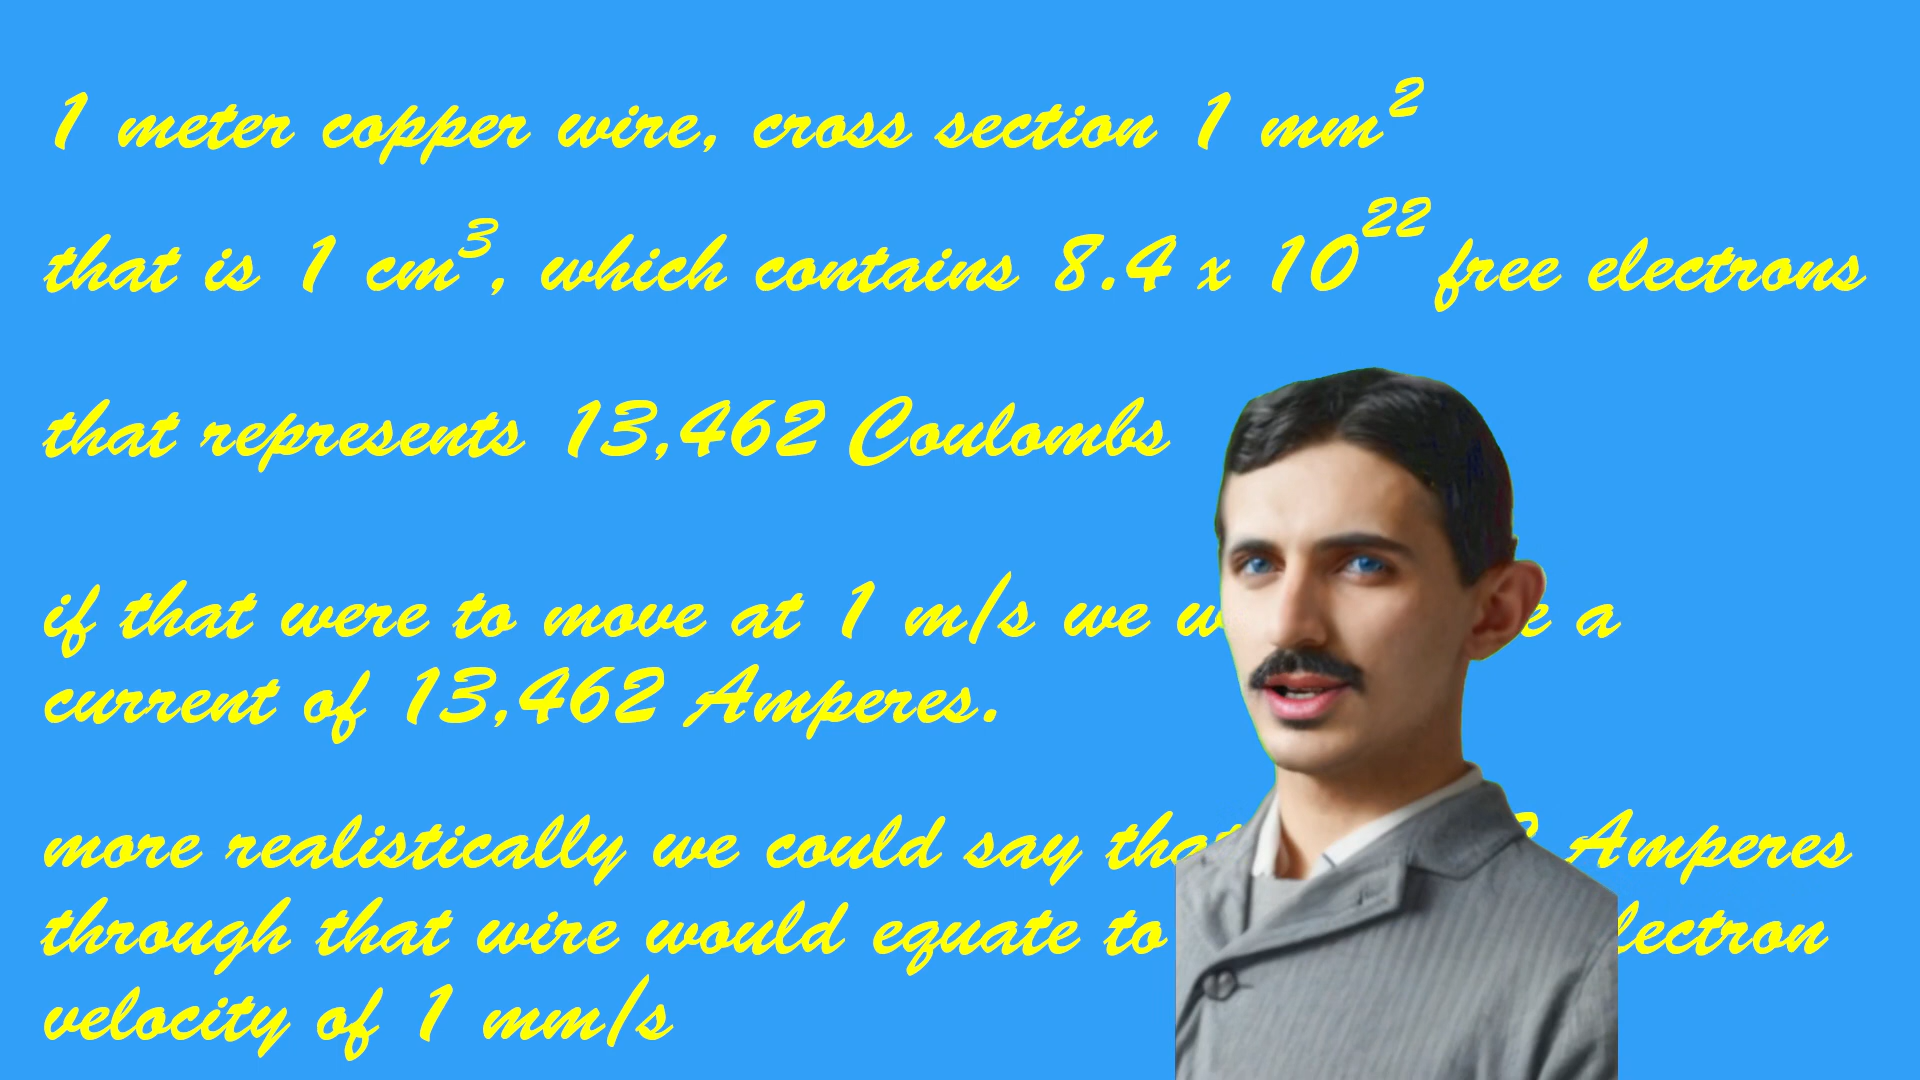 1 meter copper wire, cross section 1 mm²
that is 1 cm³, which contains 8.4 x 10²² free electrons
that represents 13,462 Coulombs
if that were to move at 1 m/s we a
current of 13,462 Amperes.
more realistically we could say that Amperes
through that wire would equate to
velocity of 1 mm/s